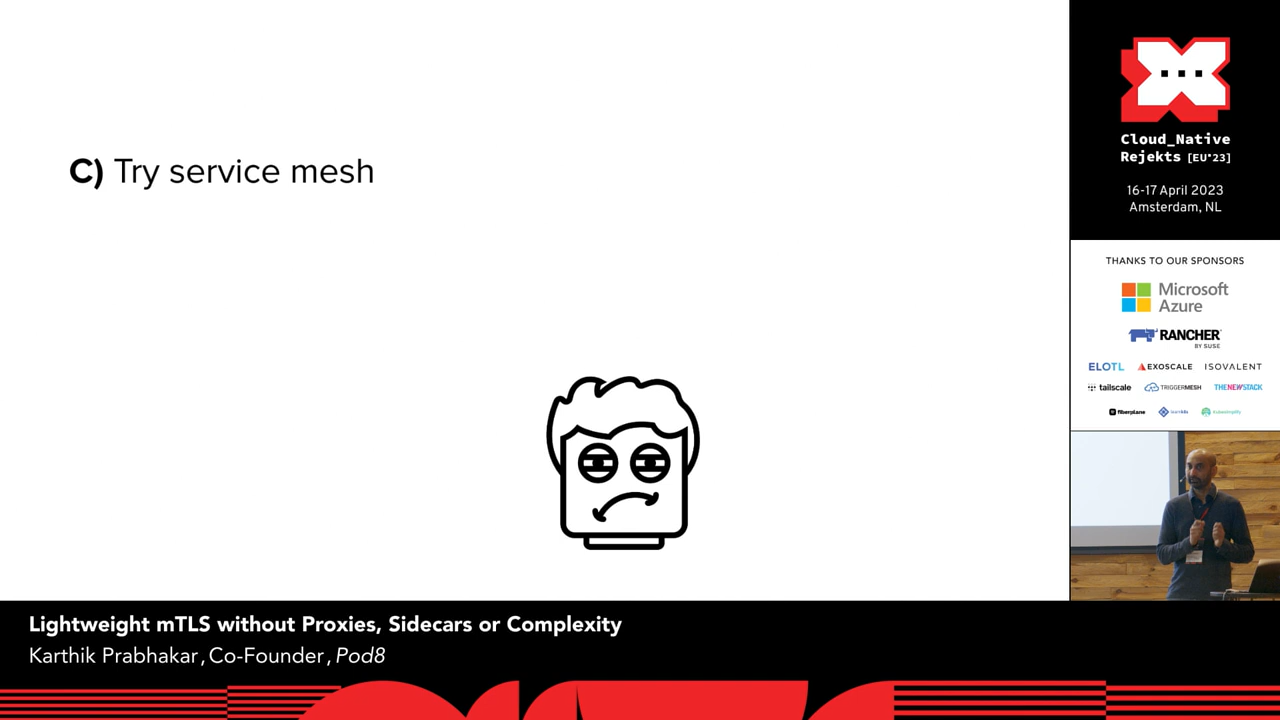 C) Try service mesh
Cloud_Native
Rejekts [EU'23]
16-17 April 2023
Amsterdam, NL
THANKS TO OUR SPONSORS
Microsoft
Azure
RANCHER
BY SUSE
ELOTL EXOSCALE ISOVALENT
tailscale TRIGGERMESH THENEWSTACK
fiberplane
Lightweight mTLS without Proxies, Sidecars or Complexity
Karthik Prabhakar, Co-Founder, Pod8